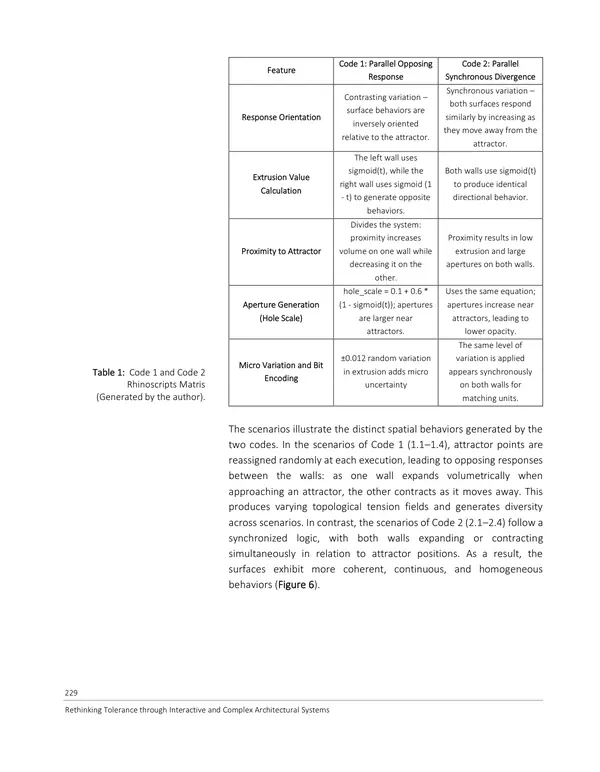 Feature
Code 1: Parallel Opposing
Response
Code 2: Parallel
Synchronous Divergence
Response Orientation
Contrasting variation –
surface behaviors are
inversely oriented
relative to the attractor.
Synchronous variation –
both surfaces respond
similarly by increasing as
they move away from the
attractor.
Extrusion Value
Calculation
The left wall uses
sigmoid(t), while the
right wall uses sigmoid (1
- t) to generate opposite
behaviors.
Both walls use sigmoid(t)
to produce identical
directional behavior.
Proximity to Attractor
Divides the system:
proximity increases
volume on one wall while
decreasing it on the
other.
Proximity results in low
extrusion and large
apertures on both walls.
Aperture Generation
(Hole Scale)
hole_scale = 0.1 + 0.6 *
(1 - sigmoid(t)); apertures
are larger near
attractors.
Uses the same equation;
apertures increase near
attractors, leading to
lower opacity.
Micro Variation and Bit
Encoding
±0.012 random variation
in extrusion adds micro
uncertainty
The same level of
variation is applied
appears synchronously
on both walls for
matching units.
Table 1: Code 1 and Code 2
Rhinoscripts Matris
(Generated by the author).
The scenarios illustrate the distinct spatial behaviors generated by the
two codes. In the scenarios of Code 1 (1.1–1.4), attractor points are
reassigned randomly at each execution, leading to opposing responses
between the walls: as one wall expands volumetrically when
approaching an attractor, the other contracts as it moves away. This
produces varying topological tension fields and generates diversity
across scenarios. In contrast, the scenarios of Code 2 (2.1–2.4) follow a
synchronized logic, with both walls expanding or contracting
simultaneously in relation to attractor positions. As a result, the
surfaces exhibit more coherent, continuous, and homogeneous
behaviors (Figure 6).
229
Rethinking Tolerance through Interactive and Complex Architectural Systems